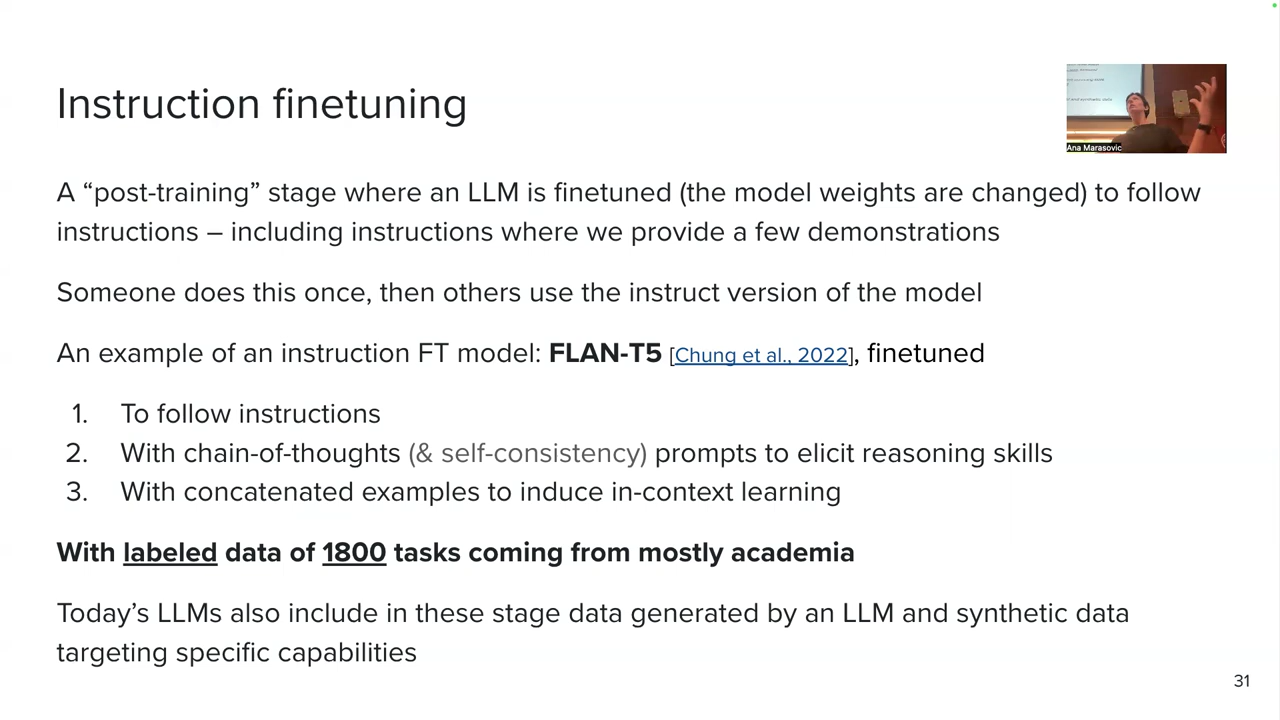 Instruction finetuning
Ana Marasovic
A “post-training” stage where an LLM is finetuned (the model weights are changed) to follow
instructions – including instructions where we provide a few demonstrations
Someone does this once, then others use the instruct version of the model
An example of an instruction FT model: FLAN-T5 [Chung et al., 2022], finetuned
1. To follow instructions
2. With chain-of-thoughts (& self-consistency) prompts to elicit reasoning skills
3. With concatenated examples to induce in-context learning
With labeled data of 1800 tasks coming from mostly academia
Today’s LLMs also include in these stage data generated by an LLM and synthetic data
targeting specific capabilities
31